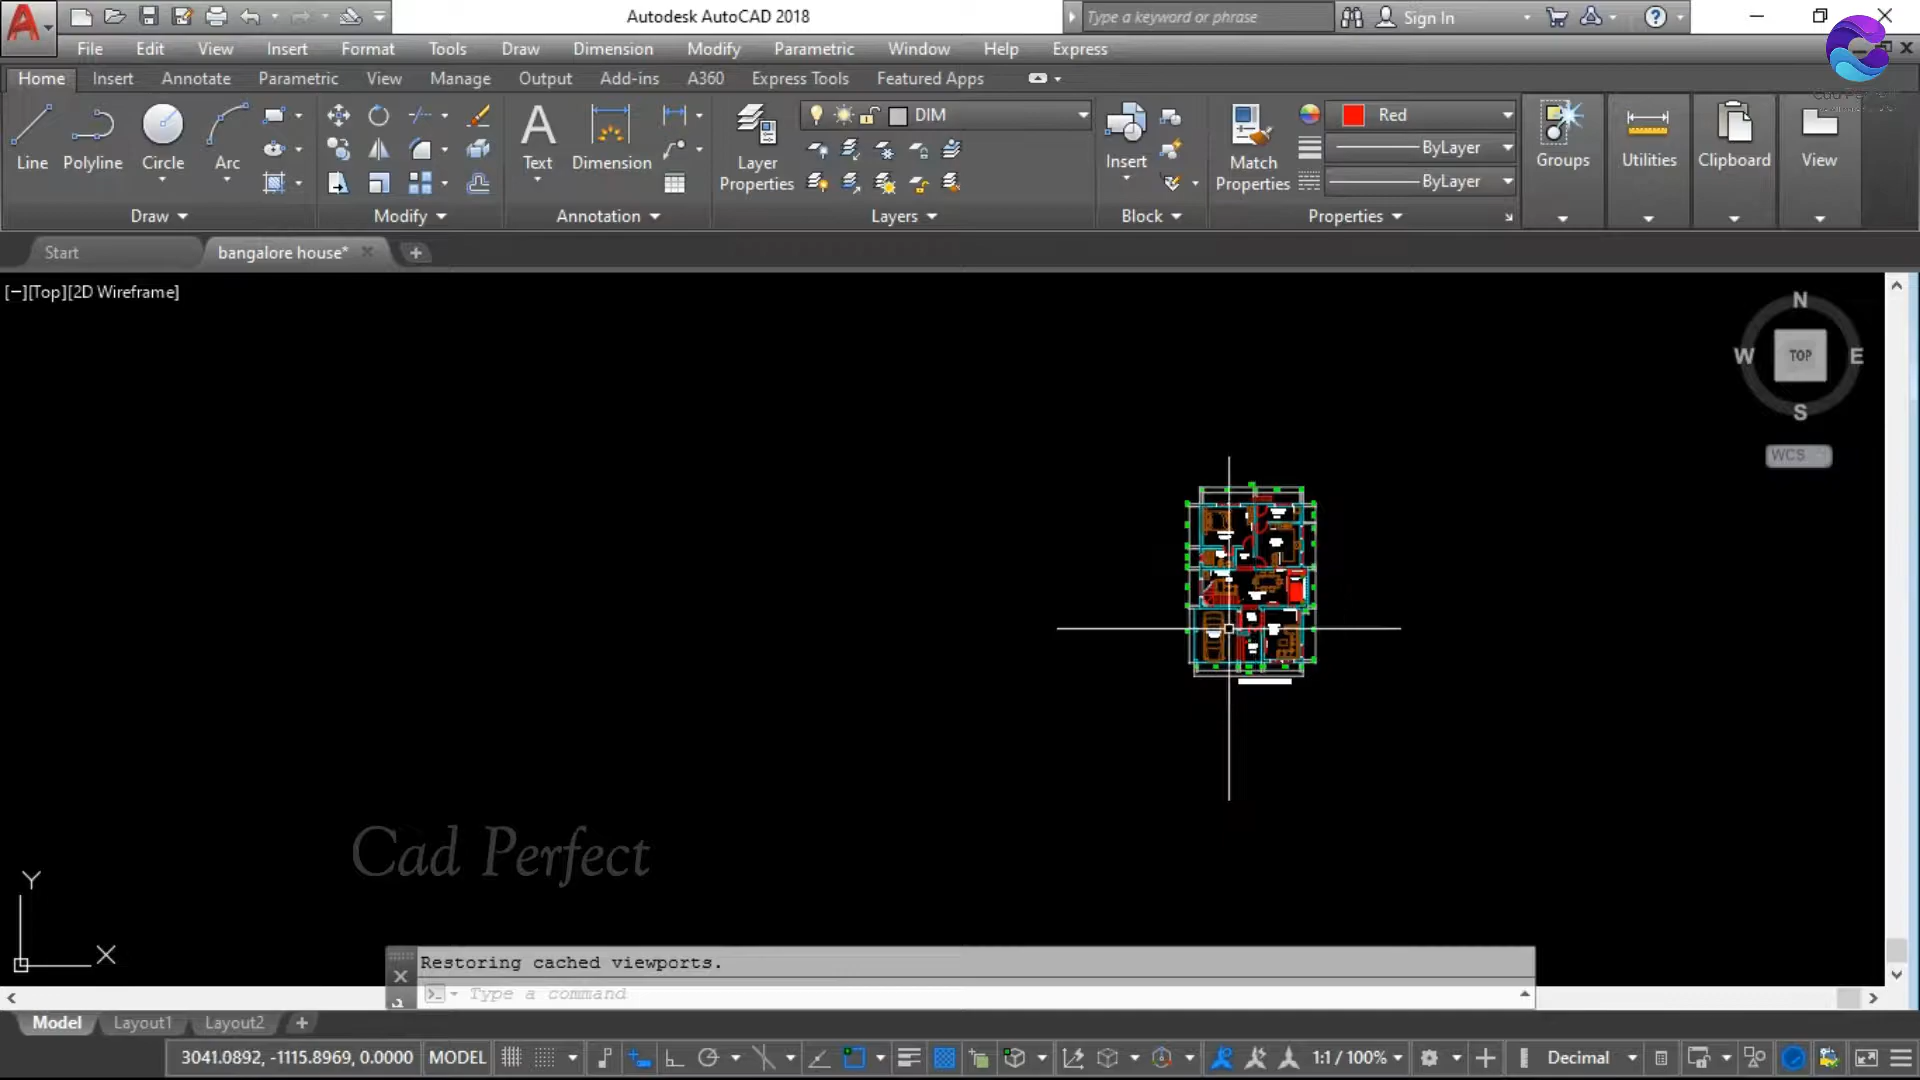 Autodesk AutoCAD 2018
Type a keyword or phrase
Sign In
File Edit View Insert Format Tools Draw Dimension Modify Parametric Window Help Express
Home Insert Annotate Parametric View Manage Output Add-ins A360 Express Tools Featured Apps
Line Polyline Circle Arc
Text Dimension
Layer Properties
DIM
Insert
Match Properties
Red
ByLayer
ByLayer
Groups Utilities Clipboard View
Draw Modify Annotation Layers Block Properties
Start bangalore house*
[−][Top][2D Wireframe]
N
W TOP E
S
WCS
Cad Perfect
Y
X
Restoring cached viewports.
Type a command
Model Layout1 Layout2
3041.0892, -1115.8969, 0.0000 MODEL 1:1 / 100% Decimal